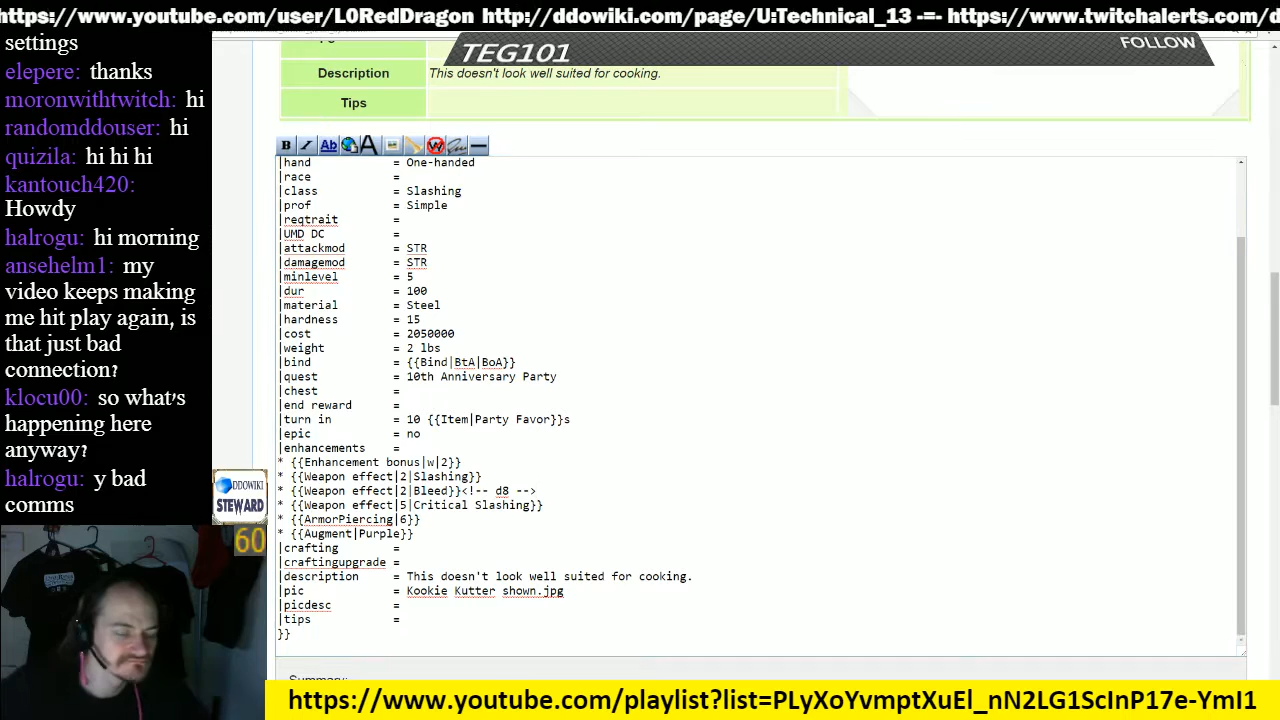 https://www.youtube.com/user/L0RedDragon http://ddowiki.com/page/U:Technical_13 -=- https://www.twitchalerts.com/d
settings
elepere: thanks
moronwithtwitch: hi
randomddouser: hi
quizila: hi hi hi
kantouch420:
Howdy
halrogu: hi morning
ansehelm1: my
video keeps making
me hit play again, is
that just bad
connection?
klocu00: so what's
happening here
anyway?
halrogu: y bad
comms
TEG101
FOLLOW
Description This doesn't look well suited for cooking.
Tips
B I Ab A W
|hand = One-handed
|race =
|class = Slashing
|prof = Simple
|reqtrait =
|UMD DC =
|attackmod = STR
|damagemod = STR
|minlevel = 5
|dur = 100
|material = Steel
|hardness = 15
|cost = 2050000
|weight = 2 lbs
|bind = {{Bind|BtA|BoA}}
|quest = 10th Anniversary Party
|chest =
|end reward =
|turn in = 10 {{Item|Party Favor}}s
|epic = no
|enhancements =
* {{Enhancement bonus|w|2}}
* {{Weapon effect|2|Slashing}}
* {{Weapon effect|2|Bleed}}<!-- d8 -->
* {{Weapon effect|5|Critical Slashing}}
* {{ArmorPiercing|6}}
* {{Augment|Purple}}
|crafting =
|craftingupgrade =
|description = This doesn't look well suited for cooking.
|pic = Kookie Kutter shown.jpg
|picdesc =
|tips =
}}
Summary:
DDOWIKI
STEWARD
60
https://www.youtube.com/playlist?list=PLyXoYvmptXuEl_nN2LG1ScInP17e-YmI1